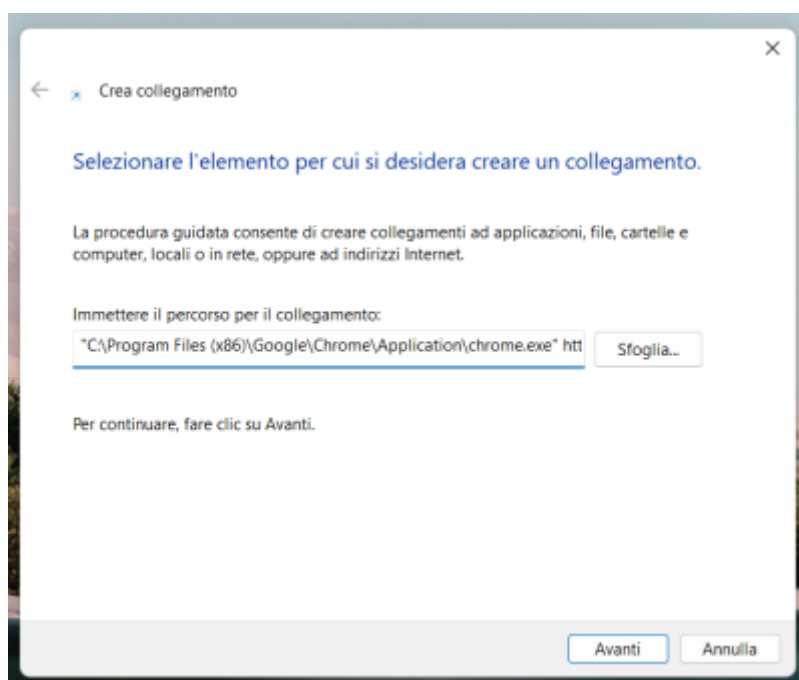 Crea collegamento
Selezionare l'elemento per cui si desidera creare un collegamento.
La procedura guidata consente di creare collegamenti ad applicazioni, file, cartelle e
computer, locali o in rete, oppure ad indirizzi Internet.
Immettere il percorso per il collegamento:
"C:\Program Files (x86)\Google\Chrome\Application\chrome.exe" htt
Sfoglia...
Per continuare, fare clic su Avanti.
Avanti
Annulla